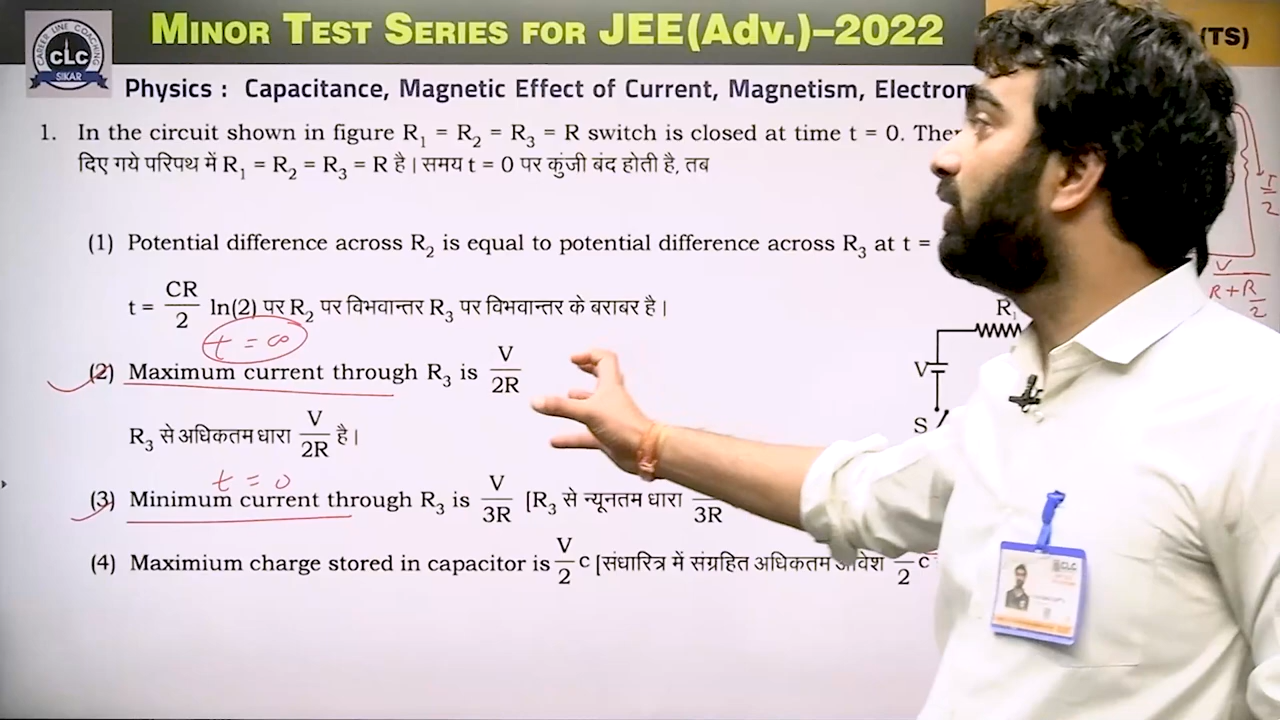 CAREER LINE COACHING
CLC
SIKAR
MINOR TEST SERIES FOR JEE(Adv.)–2022
(TS)
Physics : Capacitance, Magnetic Effect of Current, Magnetism, Electron
1. In the circuit shown in figure R1 = R2 = R3 = R switch is closed at time t = 0. Then
दिए गये परिपथ में R1 = R2 = R3 = R है। समय t = 0 पर कुंजी बंद होती है, तब
I/2
(1) Potential difference across R2 is equal to potential difference across R3 at t =
V/(R + R/2)
t = CR/2 ln(2) पर R2 पर विभवान्तर R3 पर विभवान्तर के बराबर है।
R1
t = ∞
(2) Maximum current through R3 is V/2R
V
S
R3 से अधिकतम धारा V/2R है।
t = 0
(3) Minimum current through R3 is V/3R [R3 से न्यूनतम धारा /3R
(4) Maximium charge stored in capacitor is V/2 c [संधारित्र में संग्रहित अधिकतम आवेश /2 c
CLC